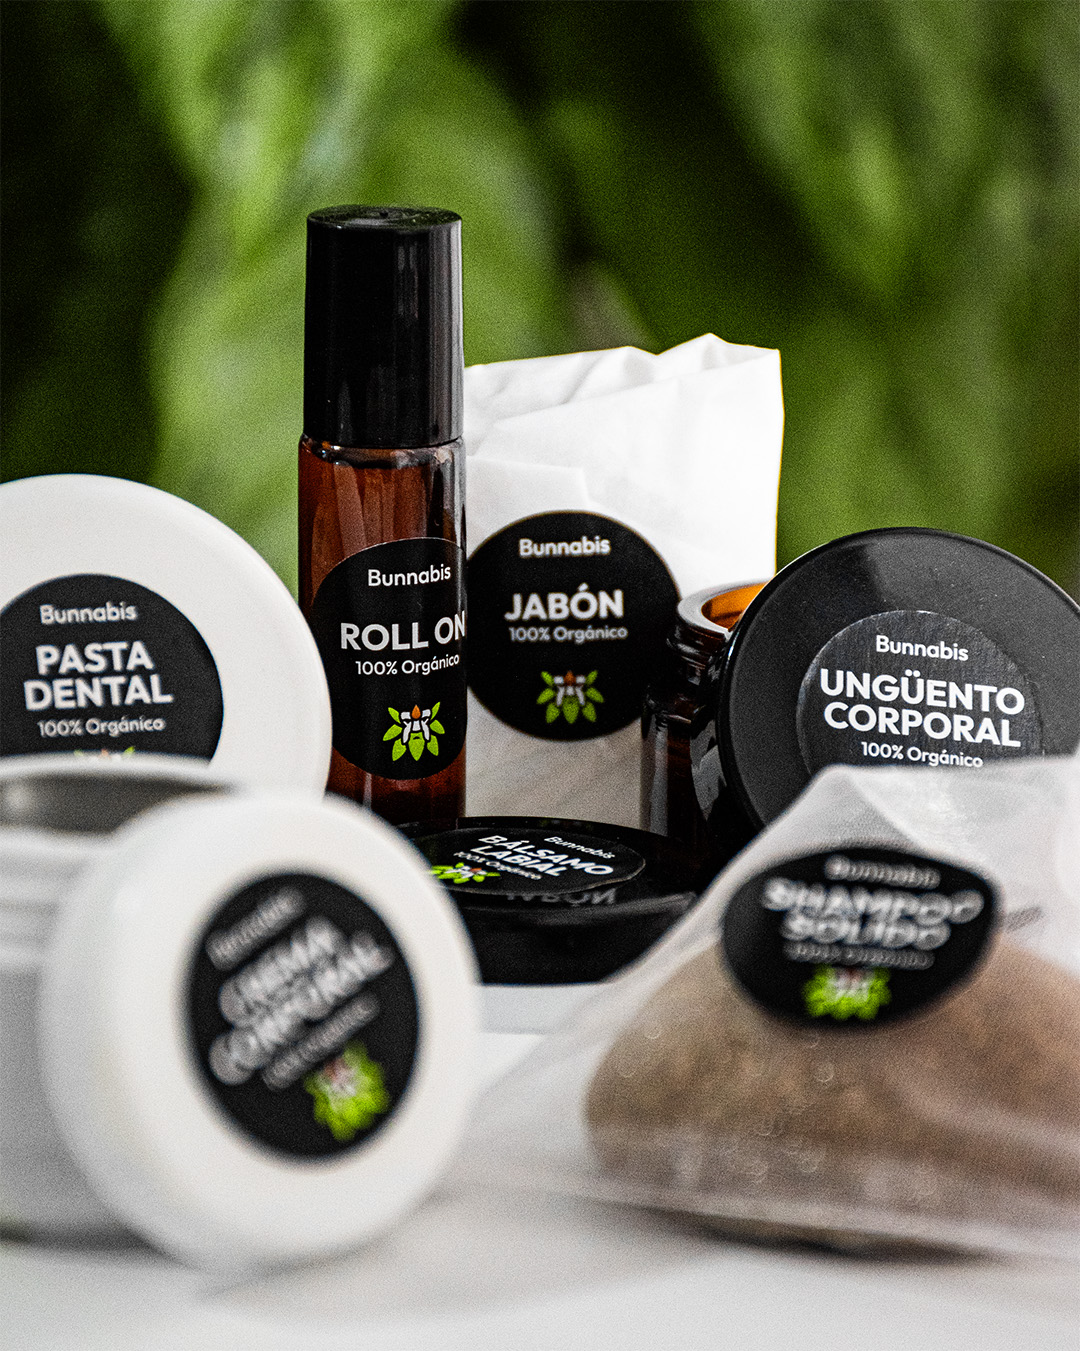 Bunnabis
PASTA
DENTAL
100% Orgánico
Bunnabis
ROLL ON
100% Orgánico
Bunnabis
JABÓN
100% Orgánico
Bunnabis
UNGÜENTO
CORPORAL
100% Orgánico
Bunnabis
BÁLSAMO
LABIAL
100% Orgánico
CREMA
CORPORAL
Bunnabis
SHAMPOO
SÓLIDO